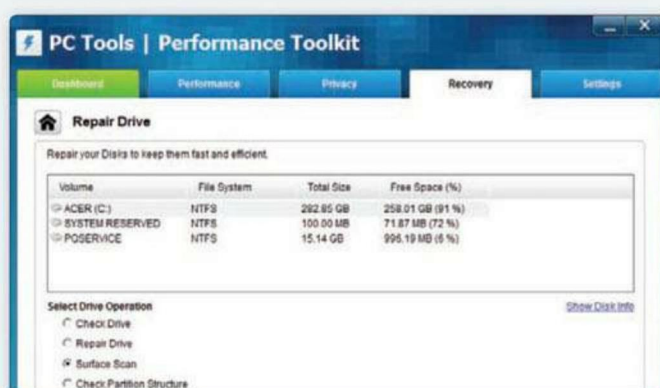 PC Tools | Performance Toolkit
Dashboard Performance Privacy Recovery Settings
Repair Drive
Repair your Disks to keep them fast and efficient.
Volume File System Total Size Free Space (%)
ACER (C:) NTFS 282.85 GB 258.01 GB (91 %)
SYSTEM RESERVED NTFS 100.00 MB 71.87 MB (72 %)
PQSERVICE NTFS 15.14 GB 996.19 MB (6 %)
Select Drive Operation Show Disk Info
Check Drive
Repair Drive
Surface Scan
Check Partition Structure